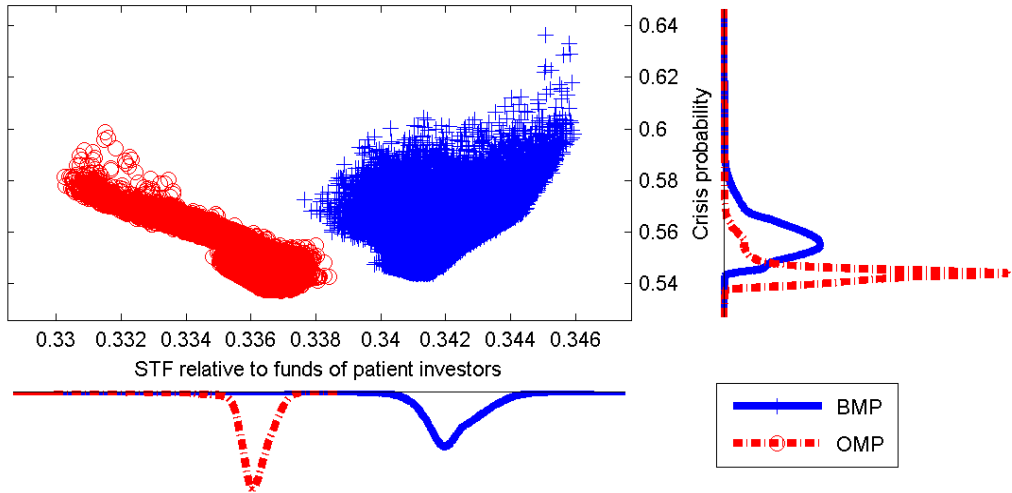 0.64
0.62
0.6
0.58
0.56
0.54
Crisis probability
0.33 0.332 0.334 0.336 0.338 0.34 0.342 0.344 0.346
STF relative to funds of patient investors
BMP
OMP